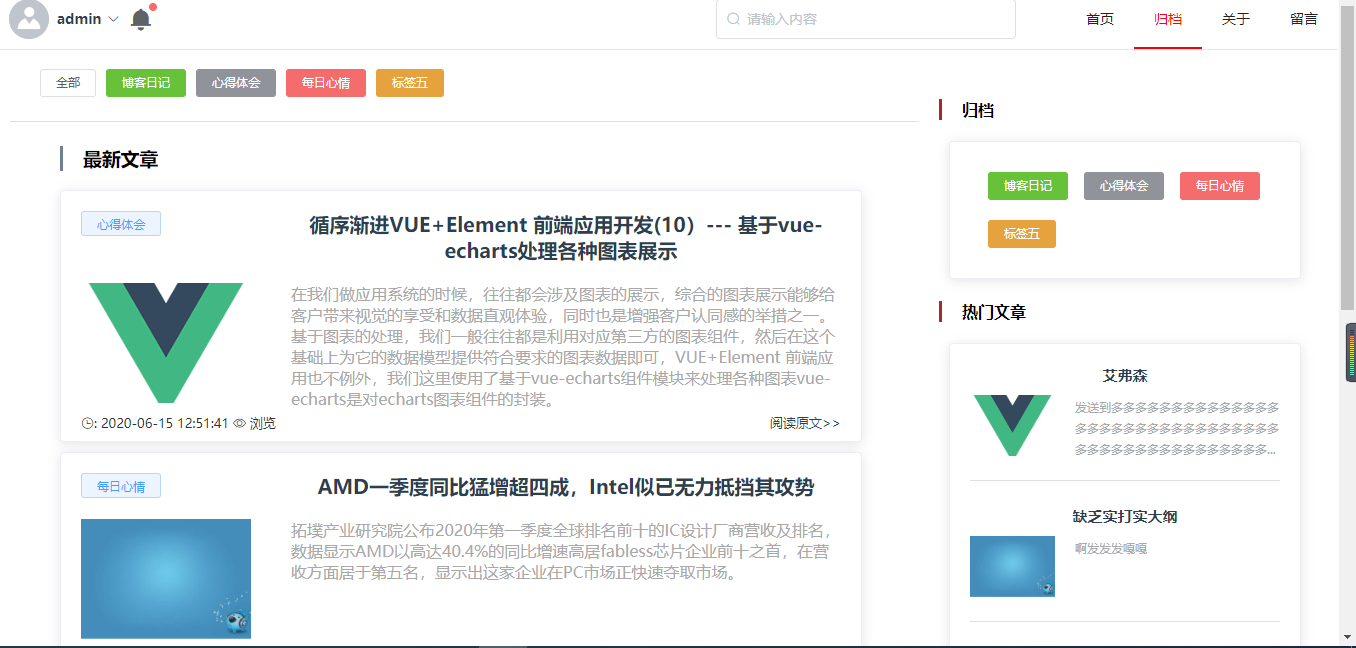 admin
请输入内容
首页 归档 关于 留言
全部 博客日记 心得体会 每日心情 标签五
最新文章
心得体会
循序渐进VUE+Element 前端应用开发(10）--- 基于vue-
echarts处理各种图表展示
在我们做应用系统的时候，往往都会涉及图表的展示，综合的图表展示能够给
客户带来视觉的享受和数据直观体验，同时也是增强客户认同感的举措之一。
基于图表的处理，我们一般往往都是利用对应第三方的图表组件，然后在这个
基础上为它的数据模型提供符合要求的图表数据即可，VUE+Element 前端应
用也不例外，我们这里使用了基于vue-echarts组件模块来处理各种图表vue-
echarts是对echarts图表组件的封装。
: 2020-06-15 12:51:41 浏览
阅读原文>>
每日心情
AMD一季度同比猛增超四成，Intel似已无力抵挡其攻势
拓墣产业研究院公布2020年第一季度全球排名前十的IC设计厂商营收及排名，
数据显示AMD以高达40.4%的同比增速高居fabless芯片企业前十之首，在营
收方面居于第五名，显示出这家企业在PC市场正快速夺取市场。
归档
博客日记 心得体会 每日心情
标签五
热门文章
艾弗森
发送到多多多多多多多多多多多多多多
多多多多多多多多多多多多多多多多多
多多多多多多多多多多多多多多多多...
缺乏实打实大纲
啊发发发嘎嘎